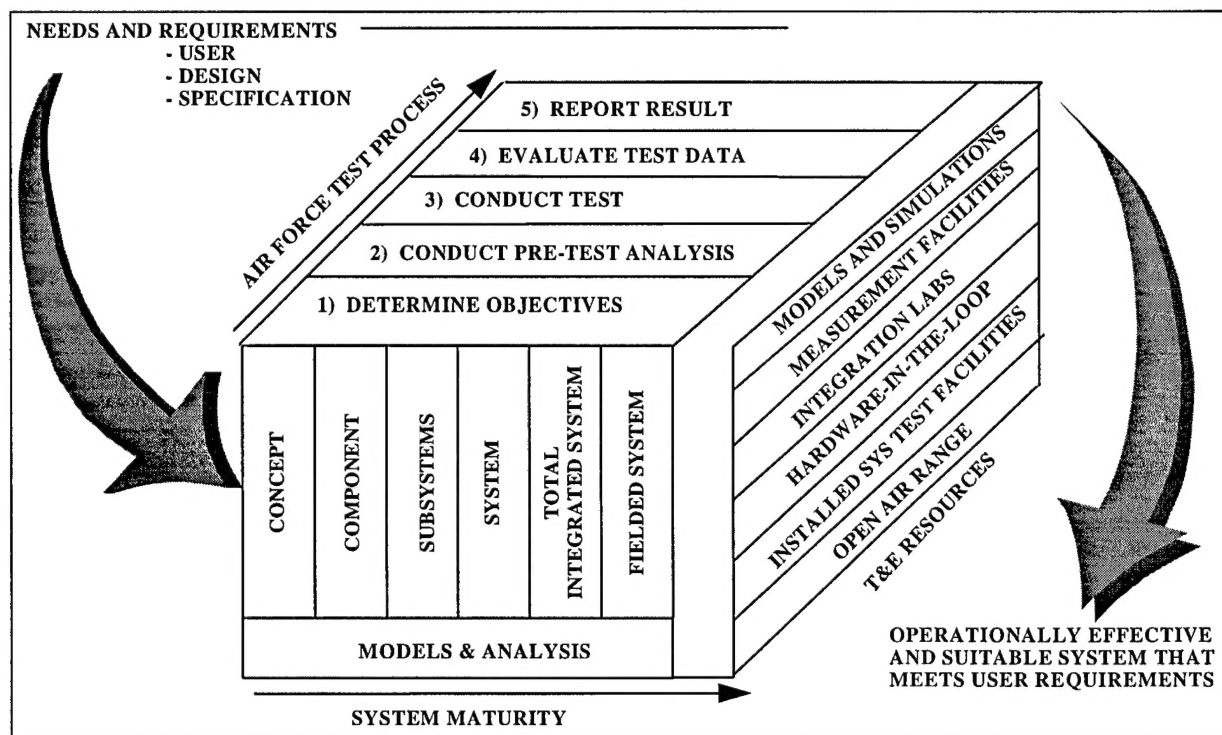 NEEDS AND REQUIREMENTS
- USER
- DESIGN
- SPECIFICATION
AIR FORCE TEST PROCESS
5) REPORT RESULT
4) EVALUATE TEST DATA
3) CONDUCT TEST
2) CONDUCT PRE-TEST ANALYSIS
1) DETERMINE OBJECTIVES
MODELS AND SIMULATIONS
MEASUREMENT FACILITIES
INTEGRATION LABS
HARDWARE-IN-THE-LOOP
INSTALLED SYS TEST FACILITIES
OPEN AIR RANGE
T&E RESOURCES
CONCEPT
COMPONENT
SUBSYSTEMS
SYSTEM
TOTAL
INTEGRATED SYSTEM
FIELDED SYSTEM
MODELS & ANALYSIS
SYSTEM MATURITY
OPERATIONALLY EFFECTIVE
AND SUITABLE SYSTEM THAT
MEETS USER REQUIREMENTS